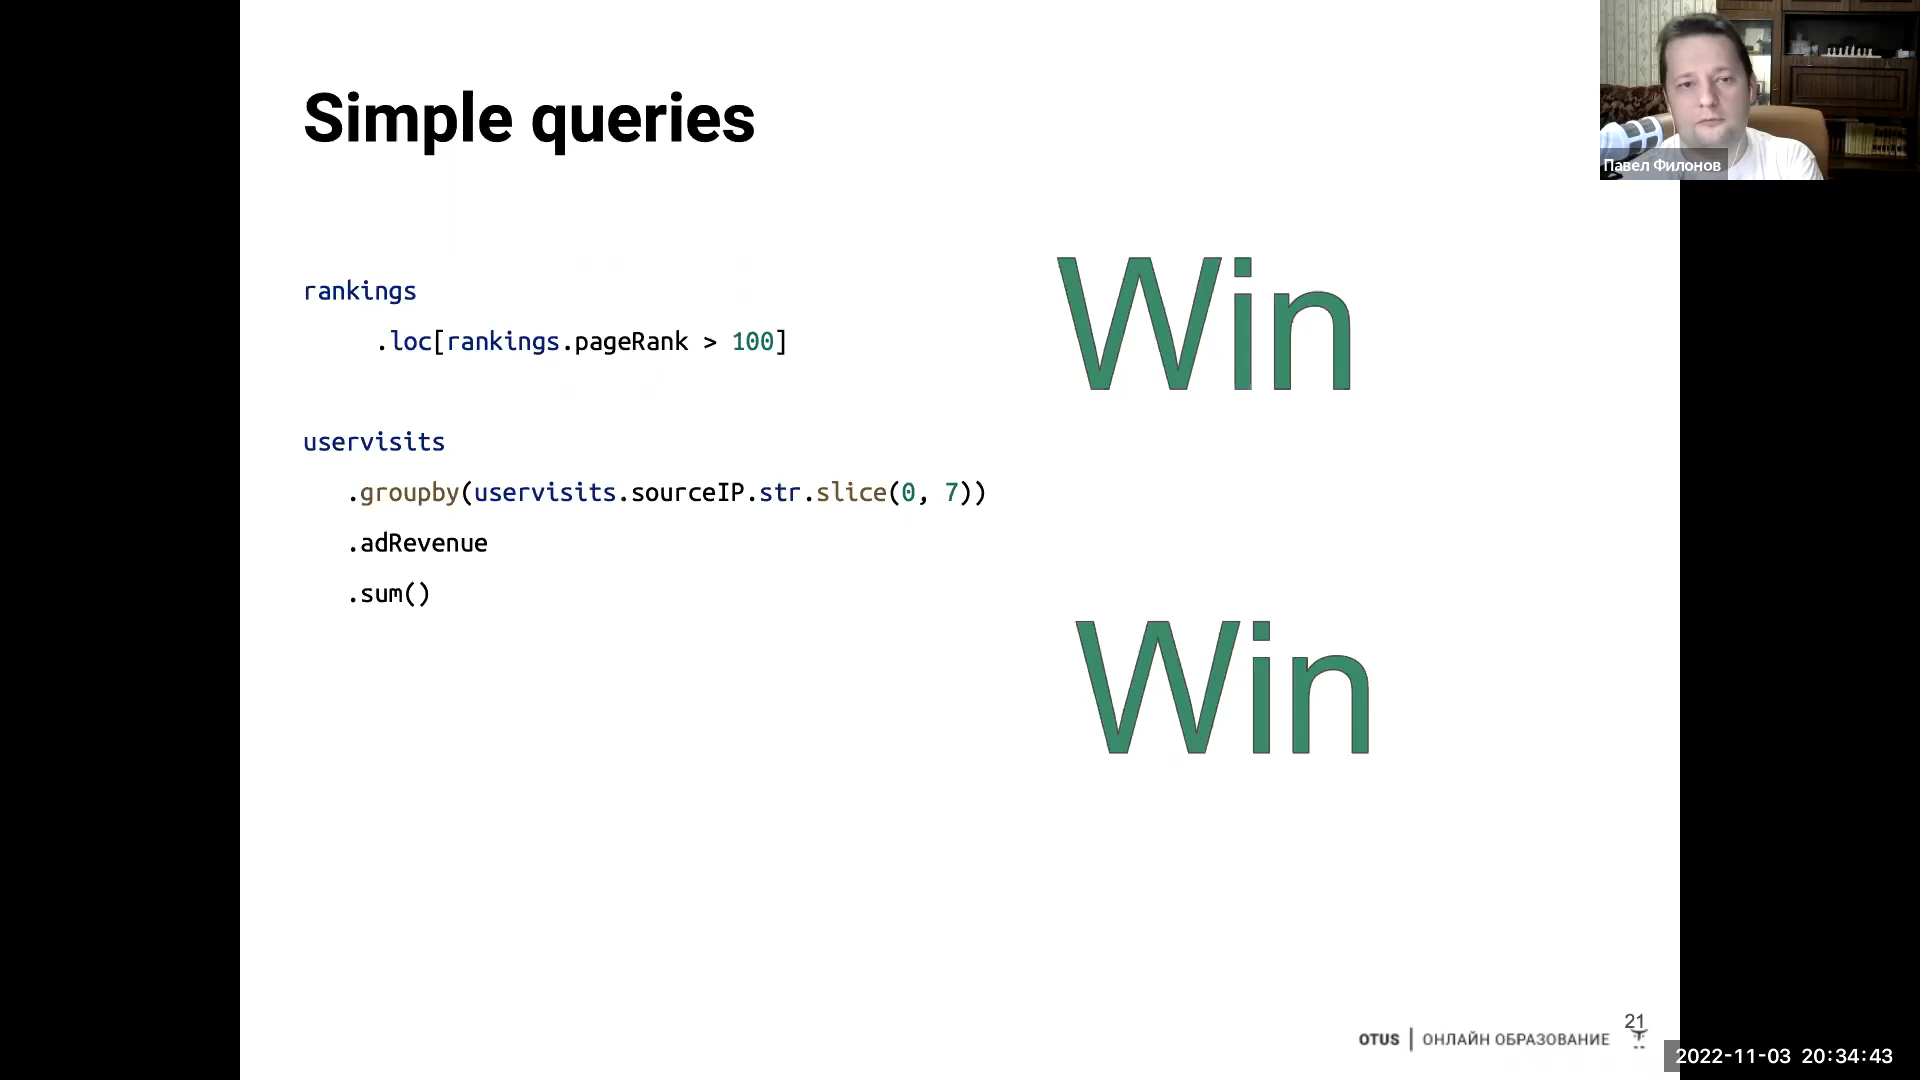 Simple queries
Павел Филонов
rankings
.loc[rankings.pageRank > 100]
Win
uservisits
.groupby(uservisits.sourceIP.str.slice(0, 7))
.adRevenue
.sum()
Win
21
OTUS | ОНЛАЙН ОБРАЗОВАНИЕ
2022-11-03 20:34:43